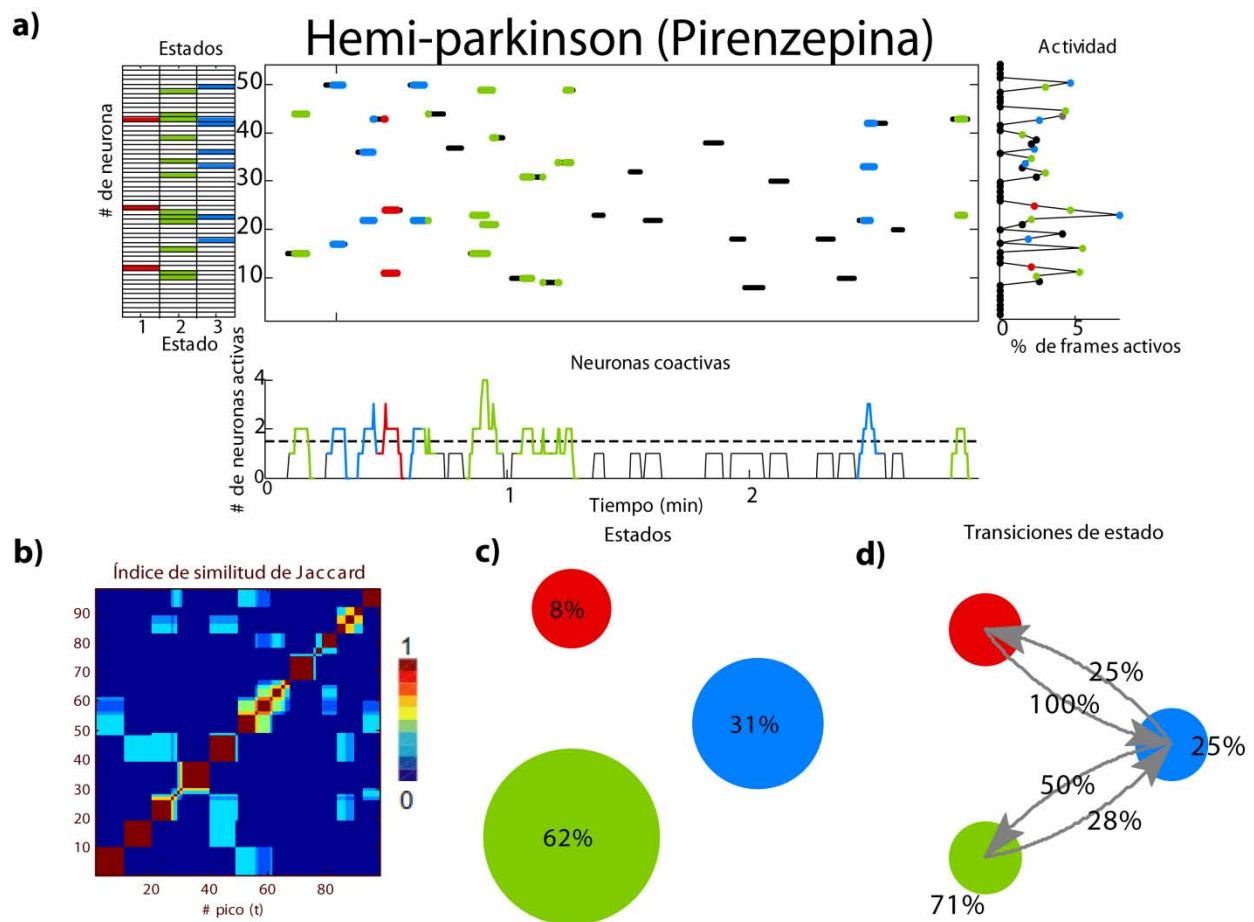 a)
Hemi-parkinson (Pirenzepina)
Estados
Actividad
# de neurona
50
40
30
20
10
1 2 3
Estado
0 5
% de frames activos
Neuronas coactivas
# de neuronas activas
4
2
0
0 1 2
Tiempo (min)
b)
Índice de similitud de Jaccard
90
80
70
60
50
40
30
20
10
20 40 60 80
# pico (t)
1
0
c)
Estados
8%
31%
62%
d)
Transiciones de estado
25%
100%
25%
50%
28%
71%